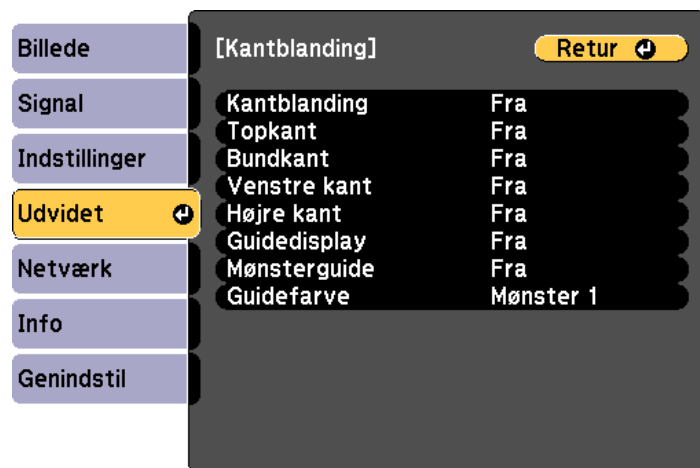 Billede
Signal
Indstillinger
Udvidet
Netværk
Info
Genindstil
[Kantblanding] Retur
Kantblanding Fra
Topkant Fra
Bundkant Fra
Venstre kant Fra
Højre kant Fra
Guidedisplay Fra
Mønsterguide Fra
Guidefarve Mønster 1